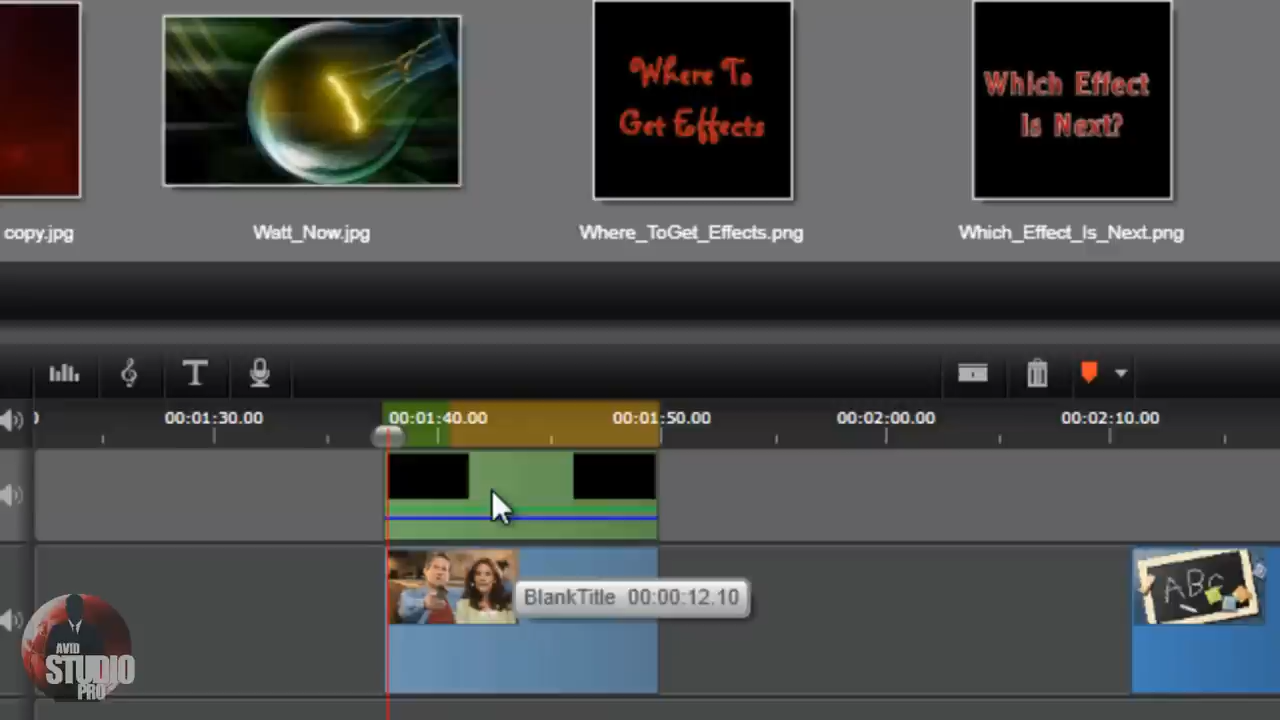 Where To
Get Effects
Which Effect
Is Next?
copy.jpg
Watt_Now.jpg
Where_ToGet_Effects.png
Which_Effect_Is_Next.png
T
00:01:30.00
00:01:40.00
00:01:50.00
00:02:00.00
00:02:10.00
BlankTitle 00:00:12.10
ABC
AVID
STUDIO
PRO